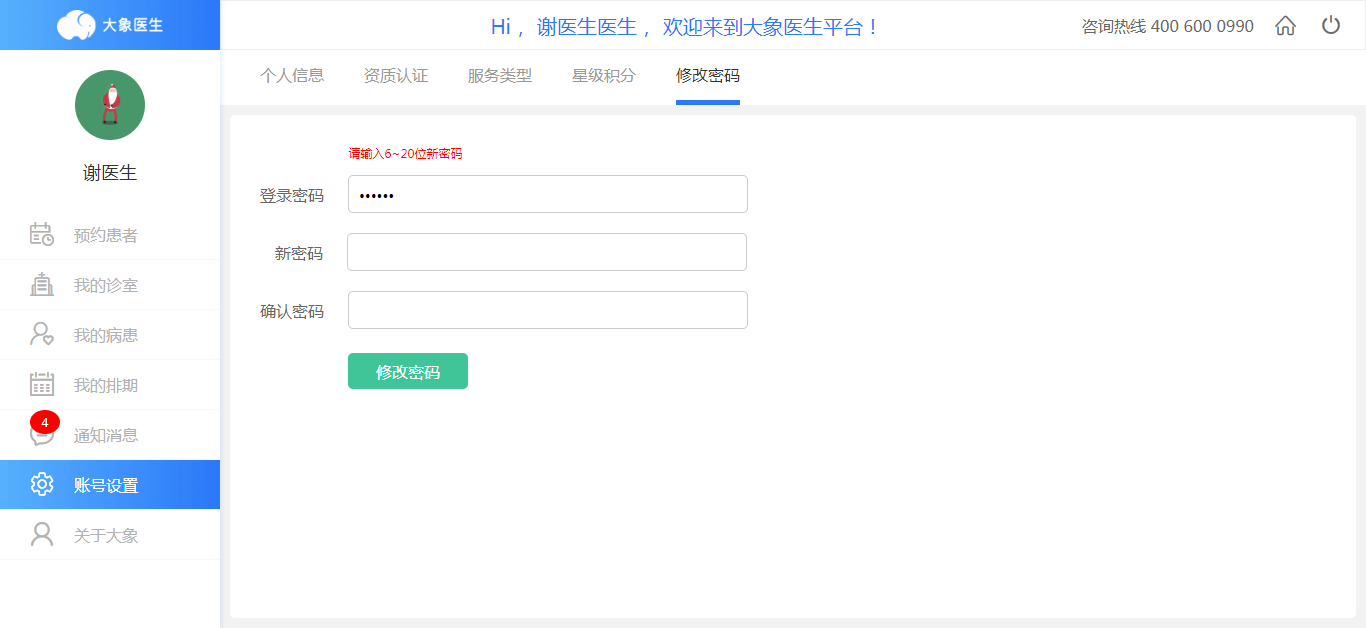 大象医生
Hi， 谢医生医生 ， 欢迎来到大象医生平台！
咨询热线 400 600 0990
谢医生
预约患者
我的诊室
我的病患
我的排期
4
通知消息
账号设置
关于大象
个人信息 资质认证 服务类型 星级积分 修改密码
请输入6~20位新密码
登录密码 ••••••
新密码
确认密码
修改密码